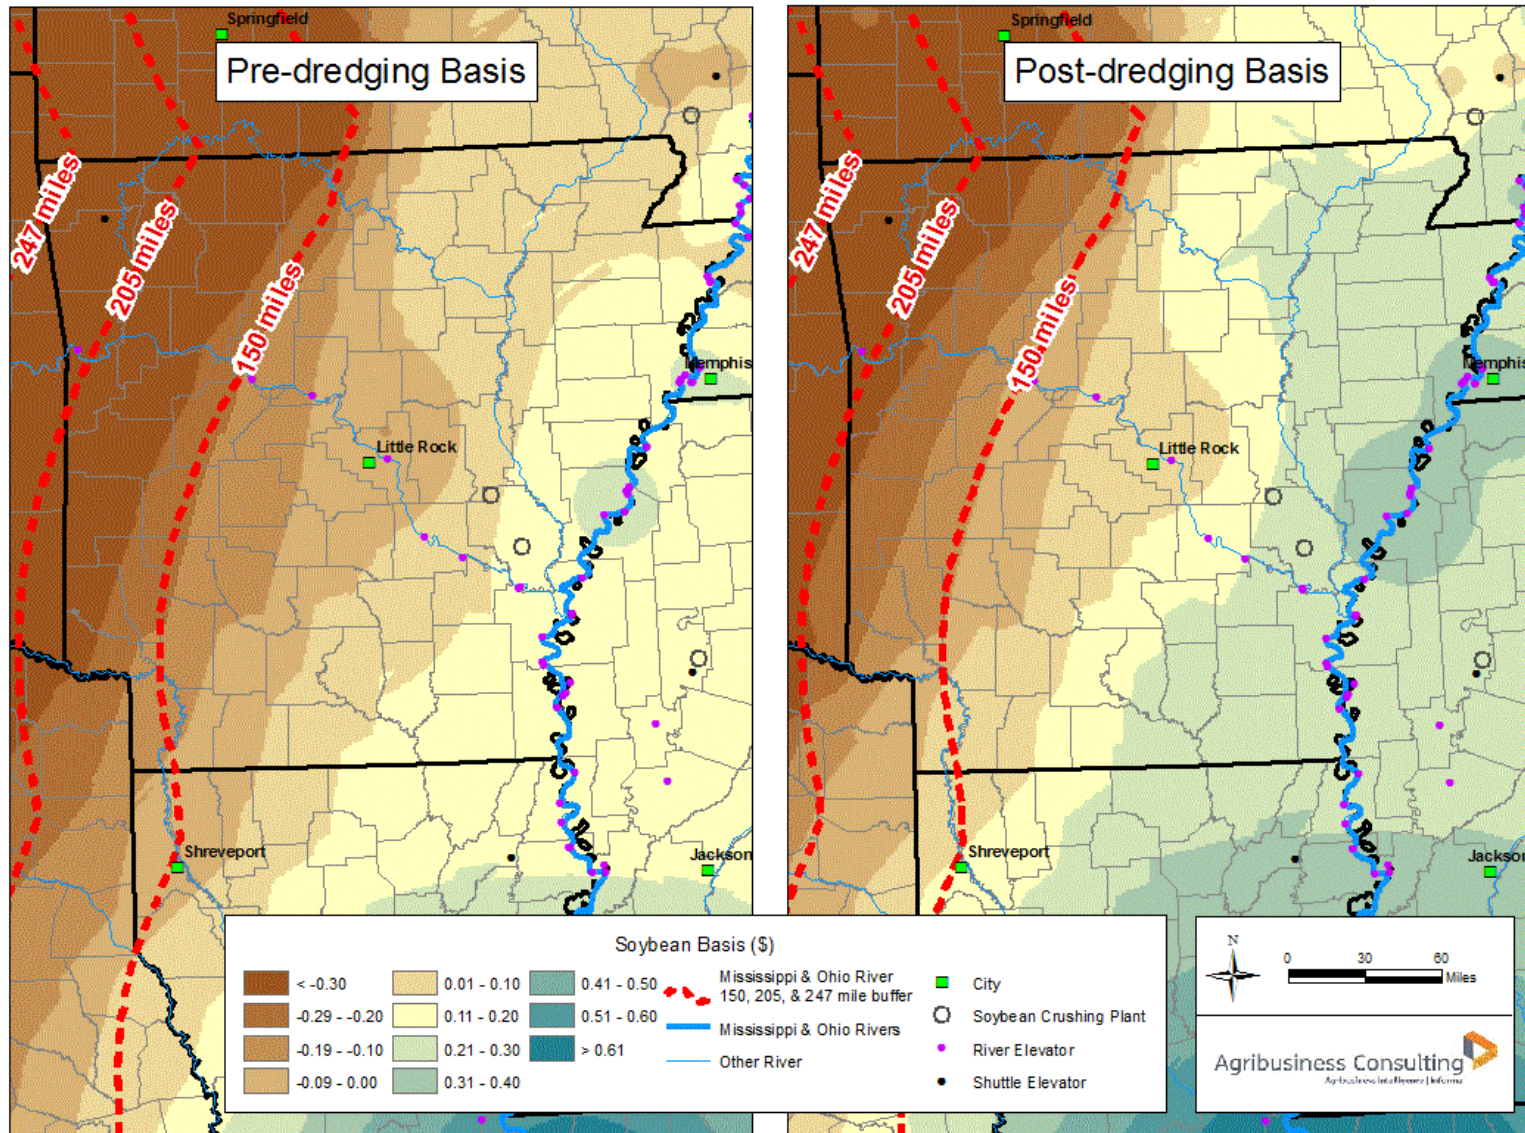 Springfield
Pre-dredging Basis
247 miles
205 miles
150 miles
Memphis
Little Rock
Shreveport
Jackson
Springfield
Post-dredging Basis
247 miles
205 miles
150 miles
Memphis
Little Rock
Shreveport
Jackson
Soybean Basis ($)
< -0.30
-0.29 - -0.20
-0.19 - -0.10
-0.09 - 0.00
0.01 - 0.10
0.11 - 0.20
0.21 - 0.30
0.31 - 0.40
0.41 - 0.50
0.51 - 0.60
> 0.61
Mississippi & Ohio River
150, 205, & 247 mile buffer
Mississippi & Ohio Rivers
Other River
City
Soybean Crushing Plant
River Elevator
Shuttle Elevator
N
0 30 60
Miles
Agribusiness Consulting
Agribusiness Intelligence | Informa